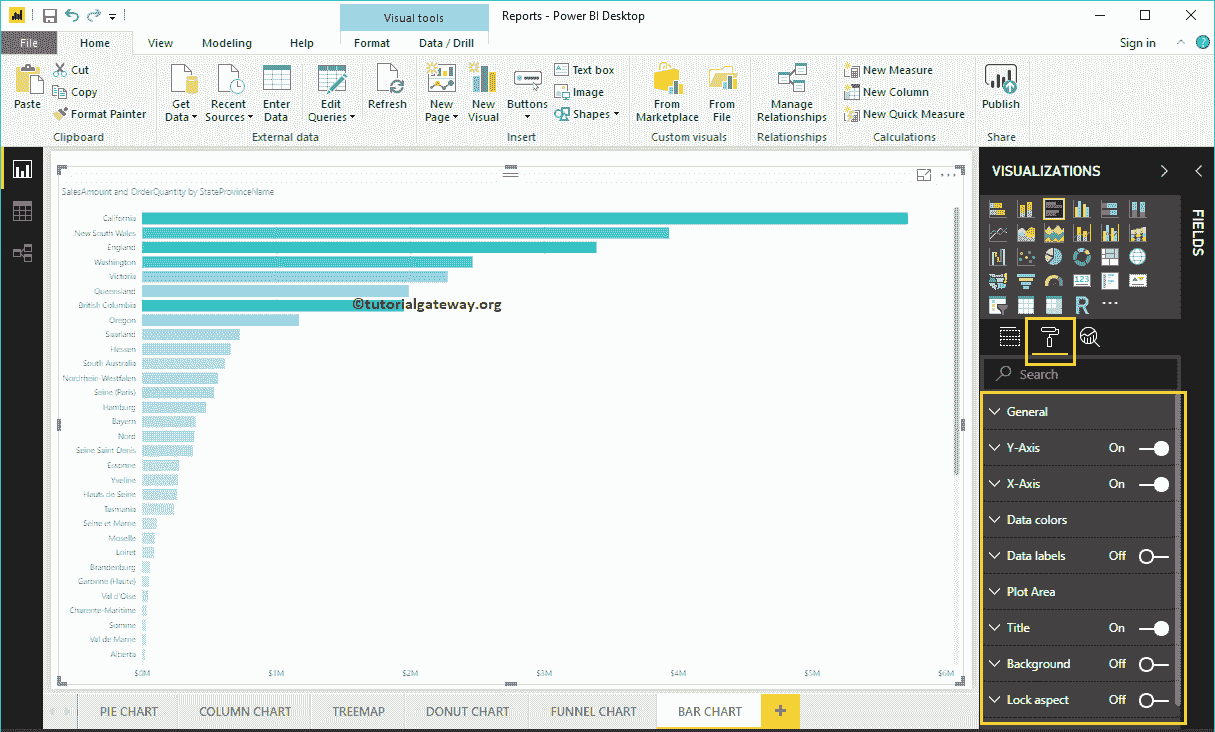 Visual tools
Reports - Power BI Desktop
File
Home
View
Modeling
Help
Format
Data / Drill
Sign in
?
Paste
Cut
Copy
Format Painter
Clipboard
Get
Data
Recent
Sources
Enter
Data
Edit
Queries
External data
Refresh
New
Page
New
Visual
Buttons
Text box
Image
Shapes
Insert
From
Marketplace
From
File
Custom visuals
Manage
Relationships
Relationships
New Measure
New Column
New Quick Measure
Calculations
Publish
Share
SalesAmount and OrderQuantity by StateProvinceName
California
New South Wales
England
Washington
Victoria
Queensland
British Columbia
Oregon
Saarland
Hessen
South Australia
Nordrhein-Westfalen
Seine (Paris)
Hamburg
Bayern
Nord
Seine Saint Denis
Essonne
Yveline
Hauts de Seine
Tasmania
Seine et Marne
Moselle
Loiret
Brandenburg
Garonne (Haute)
Val d'Oise
Charente-Maritime
Somme
Val de Marne
Alberta
$0M $1M $2M $3M $4M $5M $6M
©tutorialgateway.org
VISUALIZATIONS
FIELDS
123
R
Search
General
Y-Axis On
X-Axis On
Data colors
Data labels Off
Plot Area
Title On
Background Off
Lock aspect Off
PIE CHART
COLUMN CHART
TREEMAP
DONUT CHART
FUNNEL CHART
BAR CHART
+